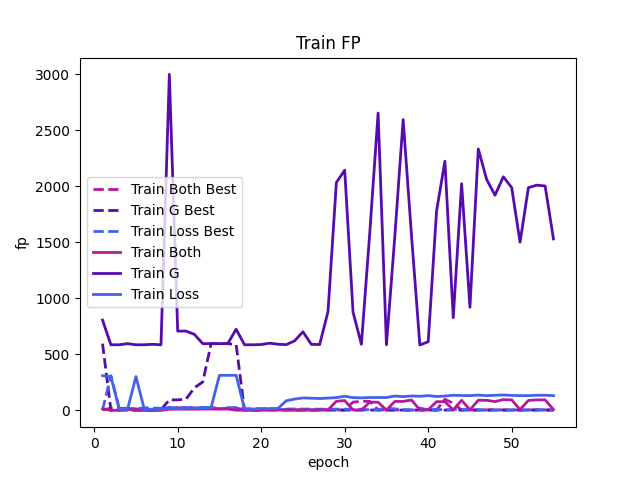 Train FP
3000
2500
2000
1500
1000
500
0
fp
Train Both Best
Train G Best
Train Loss Best
Train Both
Train G
Train Loss
0 10 20 30 40 50
epoch